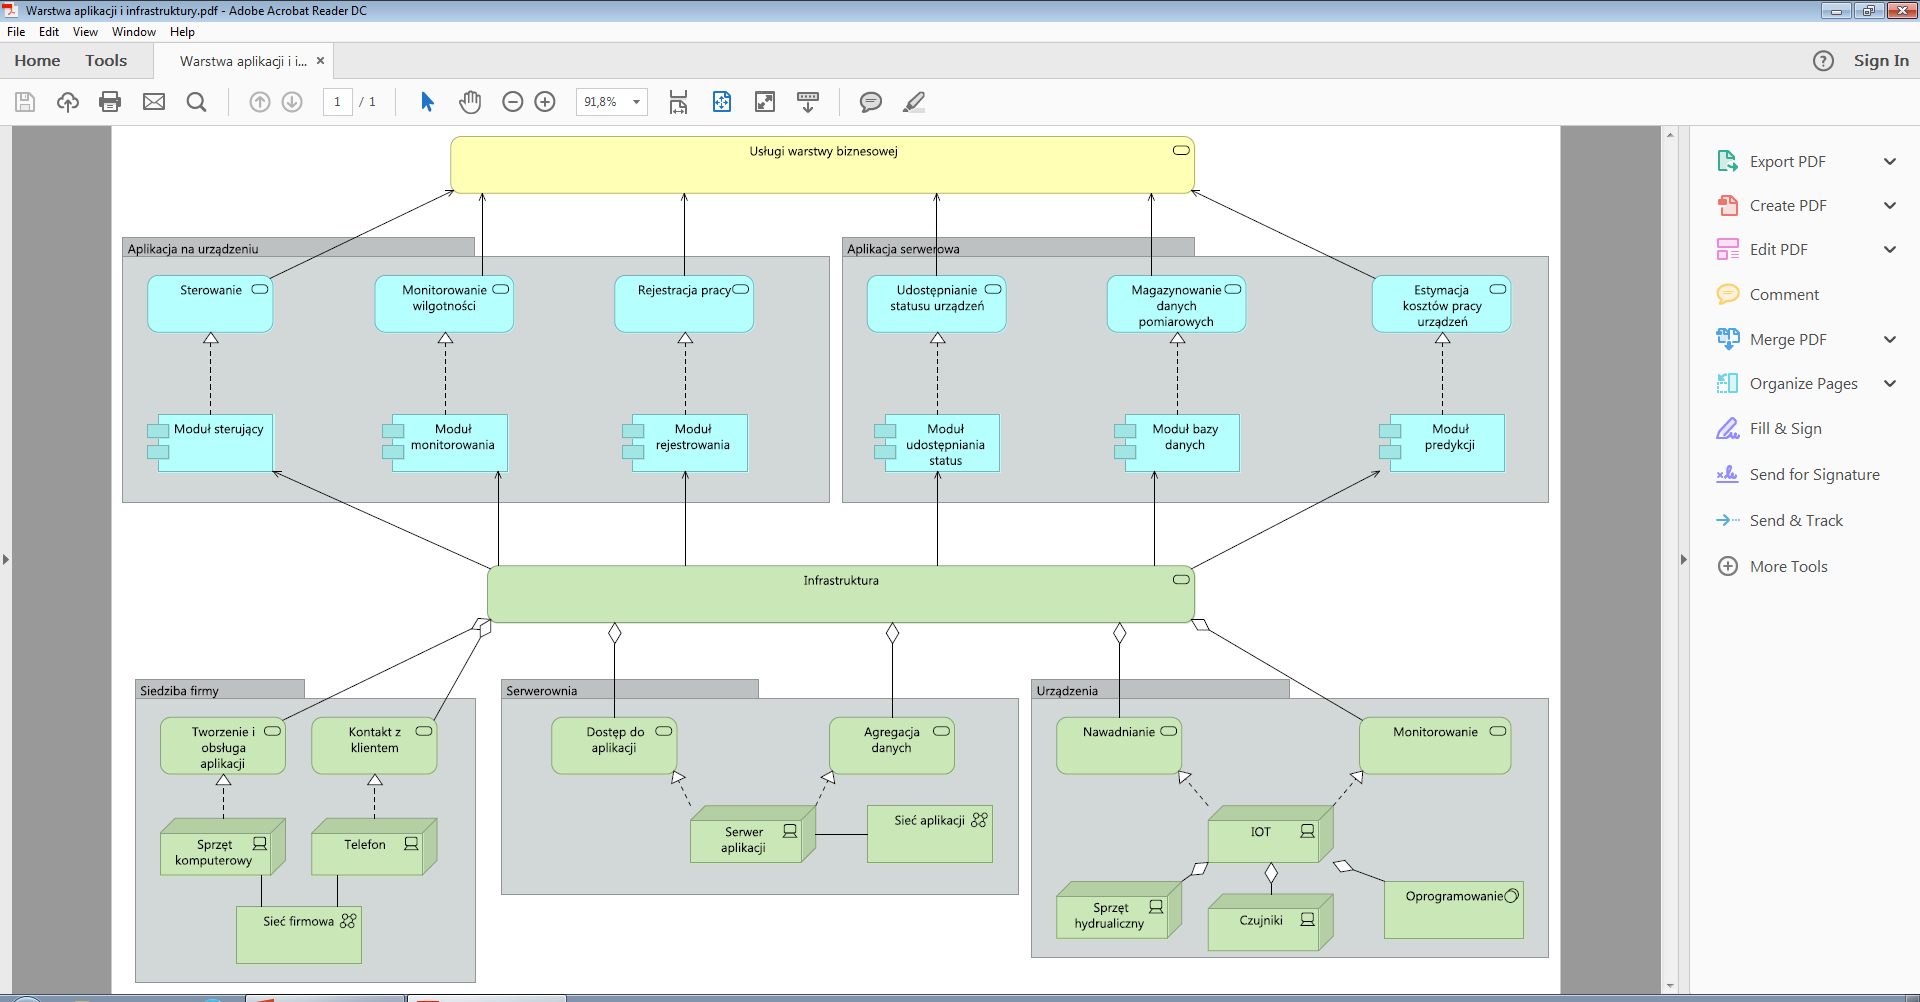 Warstwa aplikacji i infrastruktury.pdf - Adobe Acrobat Reader DC
File Edit View Window Help
Home Tools Warstwa aplikacji i i... × ? Sign In
1 / 1 91,8%
Usługi warstwy biznesowej
Aplikacja na urządzeniu
Sterowanie
Monitorowanie
wilgotności
Rejestracja pracy
Moduł sterujący
Moduł
monitorowania
Moduł
rejestrowania
Aplikacja serwerowa
Udostępnianie
statusu urządzeń
Magazynowanie
danych
pomiarowych
Estymacja
kosztów pracy
urządzeń
Moduł
udostępniania
status
Moduł bazy
danych
Moduł
predykcji
Infrastruktura
Siedziba firmy
Tworzenie i
obsługa
aplikacji
Kontakt z
klientem
Sprzęt
komputerowy
Telefon
Sieć firmowa
Serwerownia
Dostęp do
aplikacji
Agregacja
danych
Serwer
aplikacji
Sieć aplikacji
Urządzenia
Nawadnianie
Monitorowanie
IOT
Sprzęt
hydrualiczny
Czujniki
Oprogramowanie
Export PDF
Create PDF
Edit PDF
Comment
Merge PDF
Organize Pages
Fill & Sign
Send for Signature
Send & Track
More Tools